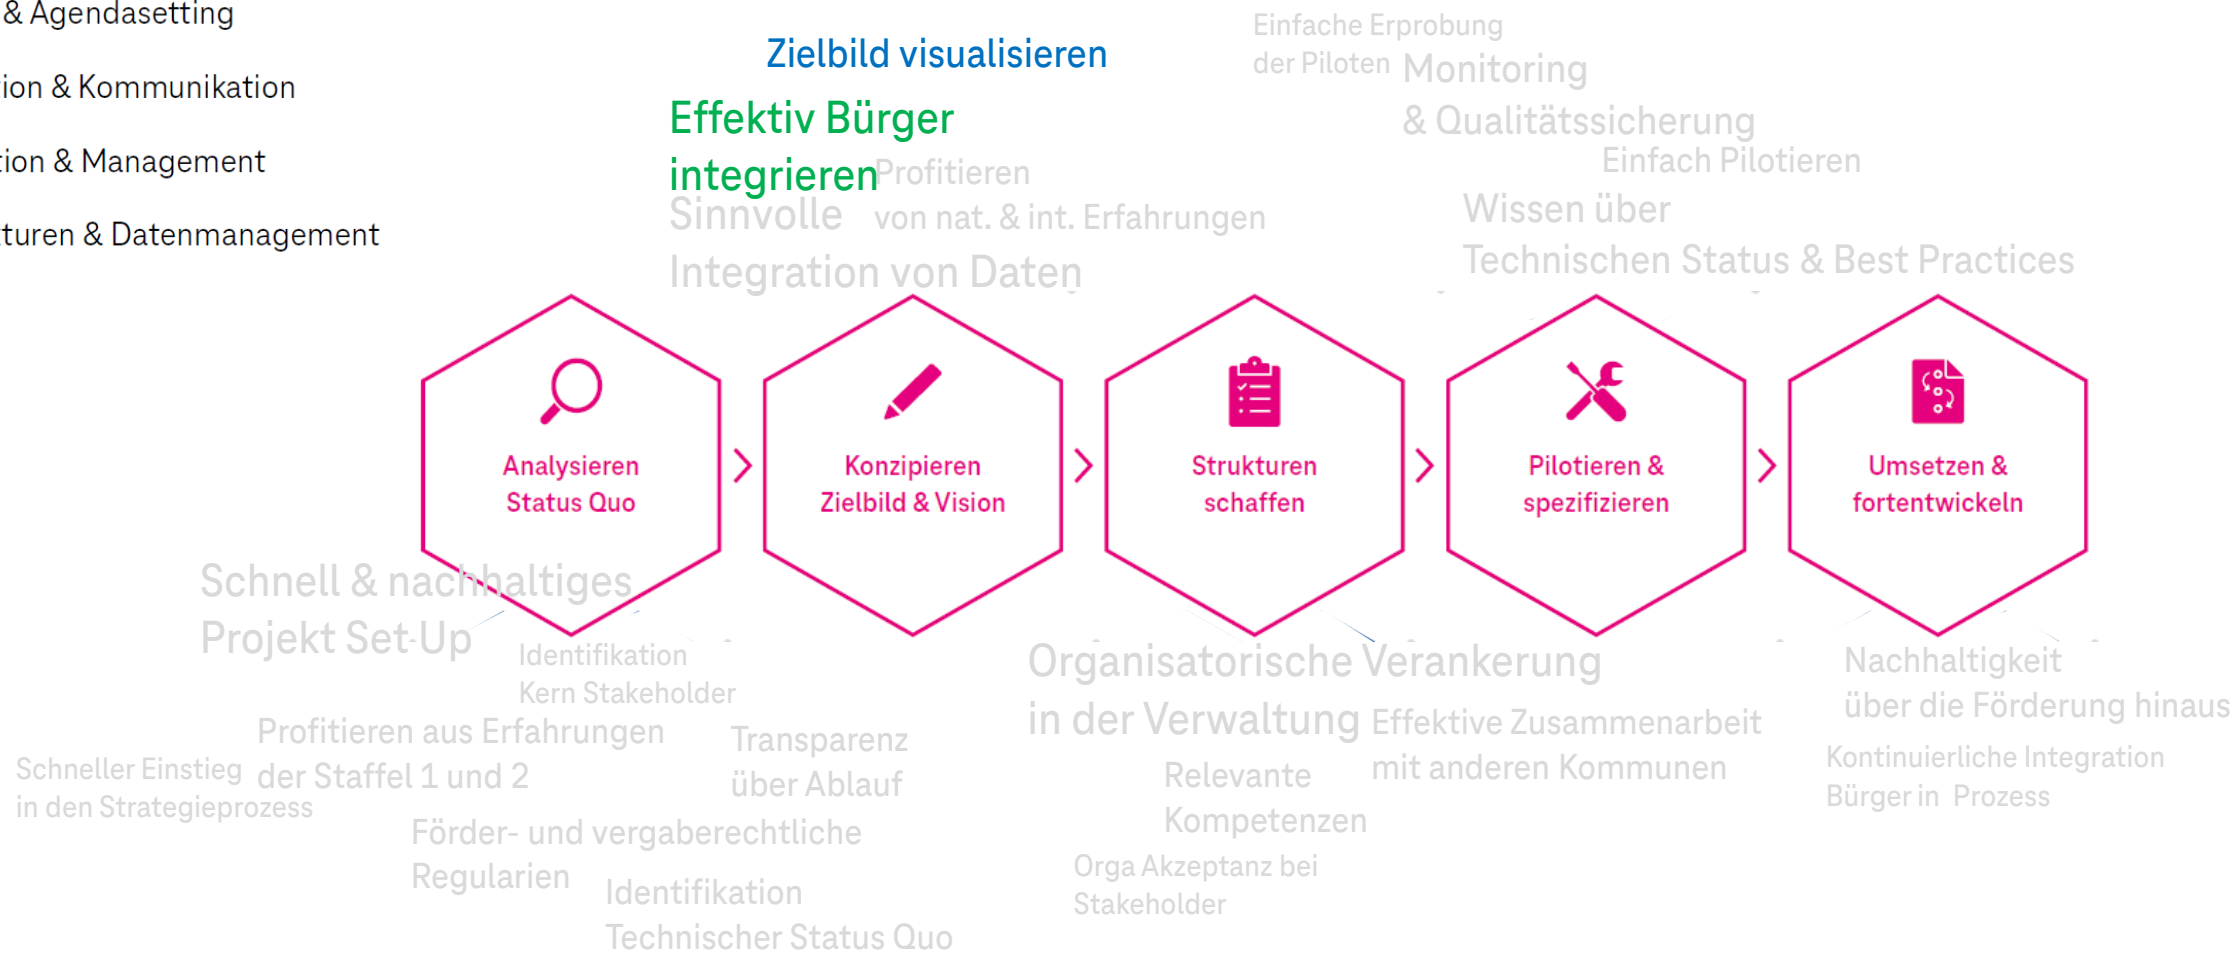 & Agendasetting
ion & Kommunikation
tion & Management
turen & Datenmanagement
Zielbild visualisieren
Effektiv Bürger
integrieren
Profitieren
von nat. & int. Erfahrungen
Sinnvolle
Integration von Daten
Einfache Erprobung
der Piloten
Monitoring
& Qualitätssicherung
Einfach Pilotieren
Wissen über
Technischen Status & Best Practices
Analysieren
Status Quo
Konzipieren
Zielbild & Vision
Strukturen
schaffen
Pilotieren &
spezifizieren
Umsetzen &
fortentwickeln
Schnell & nachhaltiges
Projekt Set-Up
Identifikation
Kern Stakeholder
Profitieren aus Erfahrungen
der Staffel 1 und 2
Schneller Einstieg
in den Strategieprozess
Transparenz
über Ablauf
Förder- und vergaberechtliche
Regularien
Identifikation
Technischer Status Quo
Organisatorische Verankerung
in der Verwaltung
Effektive Zusammenarbeit
mit anderen Kommunen
Relevante
Kompetenzen
Orga Akzeptanz bei
Stakeholder
Nachhaltigkeit
über die Förderung hinaus
Kontinuierliche Integration
Bürger in Prozess